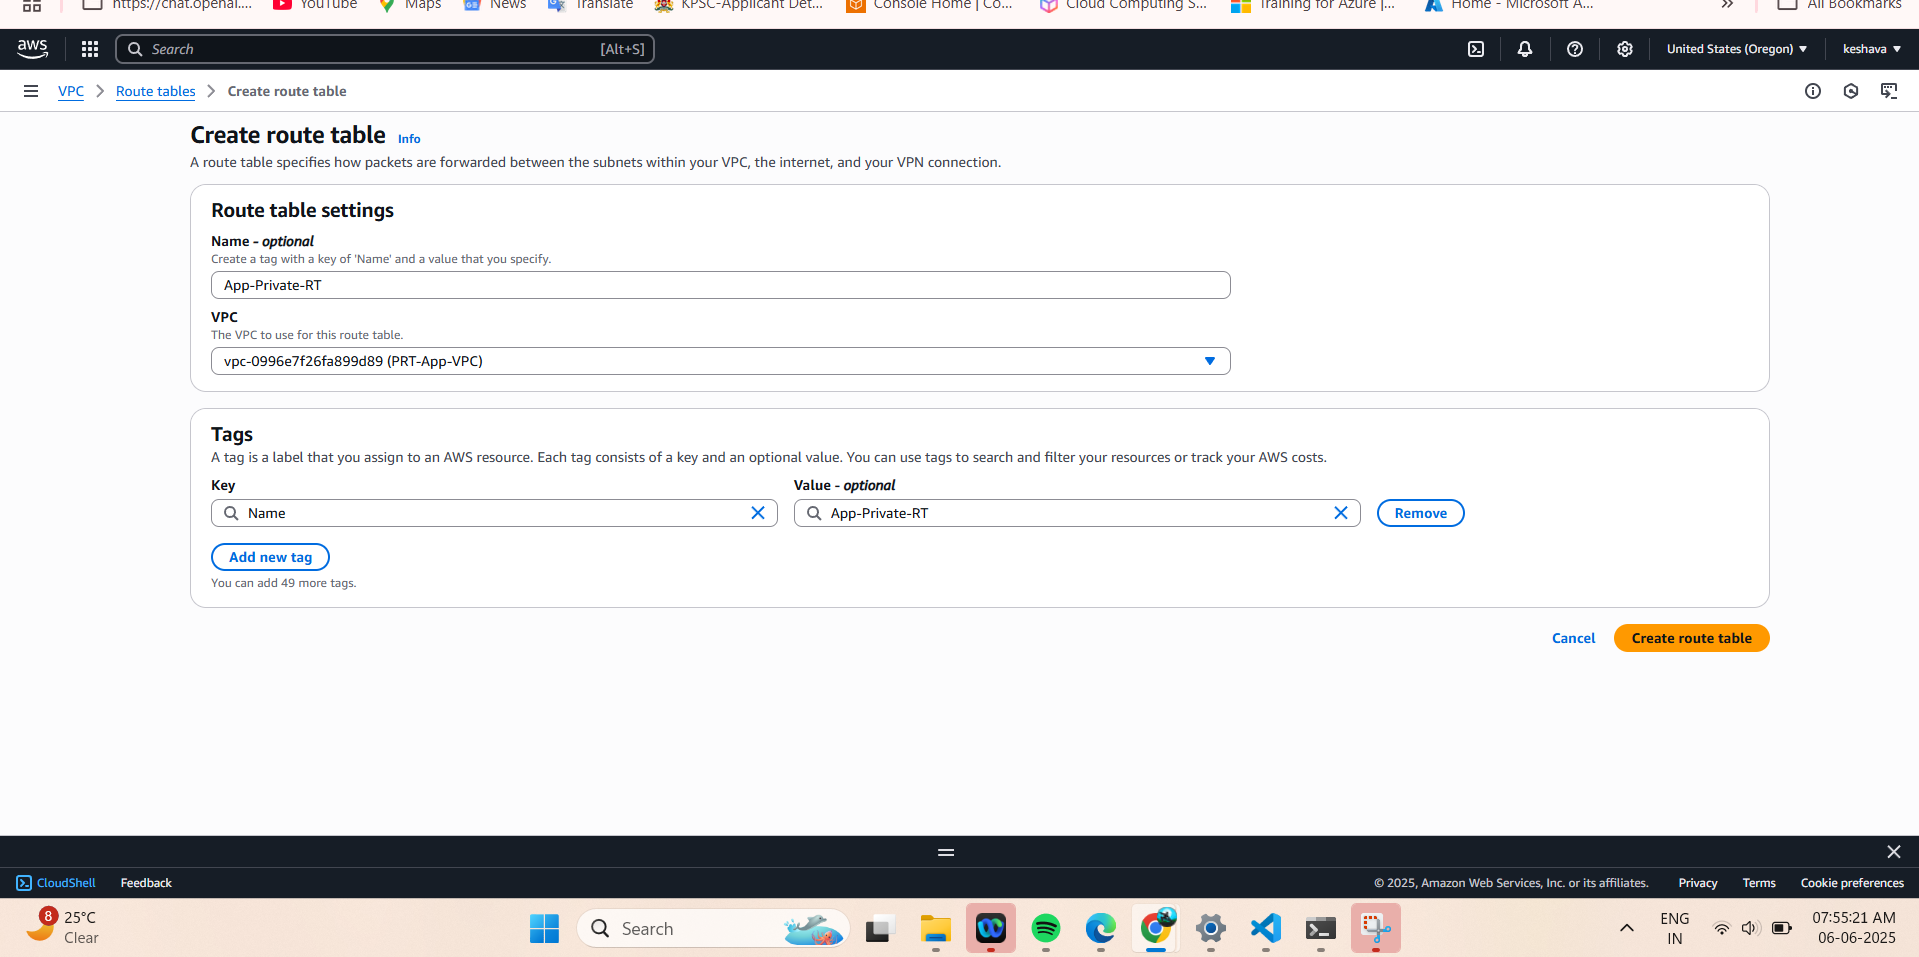 https://chat.openai.... YouTube Maps News Translate KPSC-Applicant Det... Console Home | Co... Cloud Computing S... Training for Azure |... Home - Microsoft A... » All Bookmarks
aws Search [Alt+S] United States (Oregon) keshava
VPC Route tables Create route table
Create route table Info
A route table specifies how packets are forwarded between the subnets within your VPC, the internet, and your VPN connection.
Route table settings
Name - optional
Create a tag with a key of 'Name' and a value that you specify.
App-Private-RT
VPC
The VPC to use for this route table.
vpc-0996e7f26fa899d89 (PRT-App-VPC)
Tags
A tag is a label that you assign to an AWS resource. Each tag consists of a key and an optional value. You can use tags to search and filter your resources or track your AWS costs.
Key Value - optional
Name App-Private-RT Remove
Add new tag
You can add 49 more tags.
Cancel Create route table
CloudShell Feedback © 2025, Amazon Web Services, Inc. or its affiliates. Privacy Terms Cookie preferences
8 25°C
Clear
Search
ENG
IN
07:55:21 AM
06-06-2025